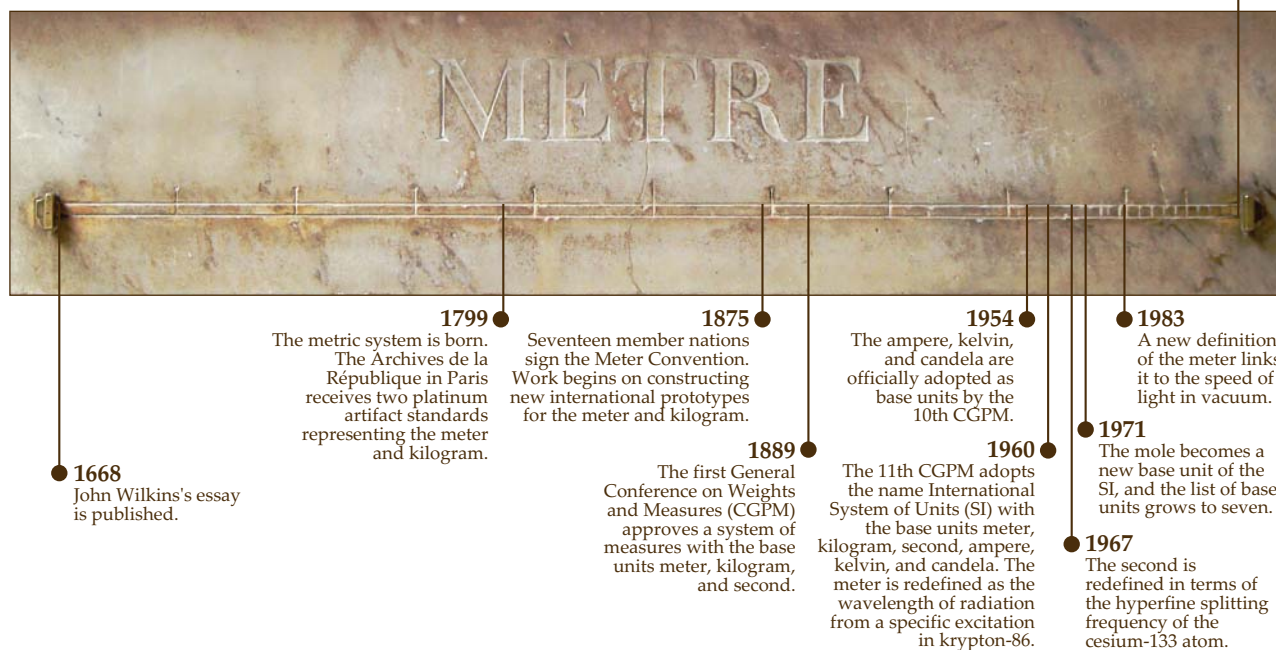 METRE
1668
John Wilkins's essay
is published.
1799
The metric system is born.
The Archives de la
République in Paris
receives two platinum
artifact standards
representing the meter
and kilogram.
1875
Seventeen member nations
sign the Meter Convention.
Work begins on constructing
new international prototypes
for the meter and kilogram.
1889
The first General
Conference on Weights
and Measures (CGPM)
approves a system of
measures with the base
units meter, kilogram,
and second.
1954
The ampere, kelvin,
and candela are
officially adopted as
base units by the
10th CGPM.
1960
The 11th CGPM adopts
the name International
System of Units (SI) with
the base units meter,
kilogram, second, ampere,
kelvin, and candela. The
meter is redefined as the
wavelength of radiation
from a specific excitation
in krypton-86.
1967
The second is
redefined in terms of
the hyperfine splitting
frequency of the
cesium-133 atom.
1971
The mole becomes a
new base unit of the
SI, and the list of base
units grows to seven.
1983
A new definition
of the meter links
it to the speed of
light in vacuum.